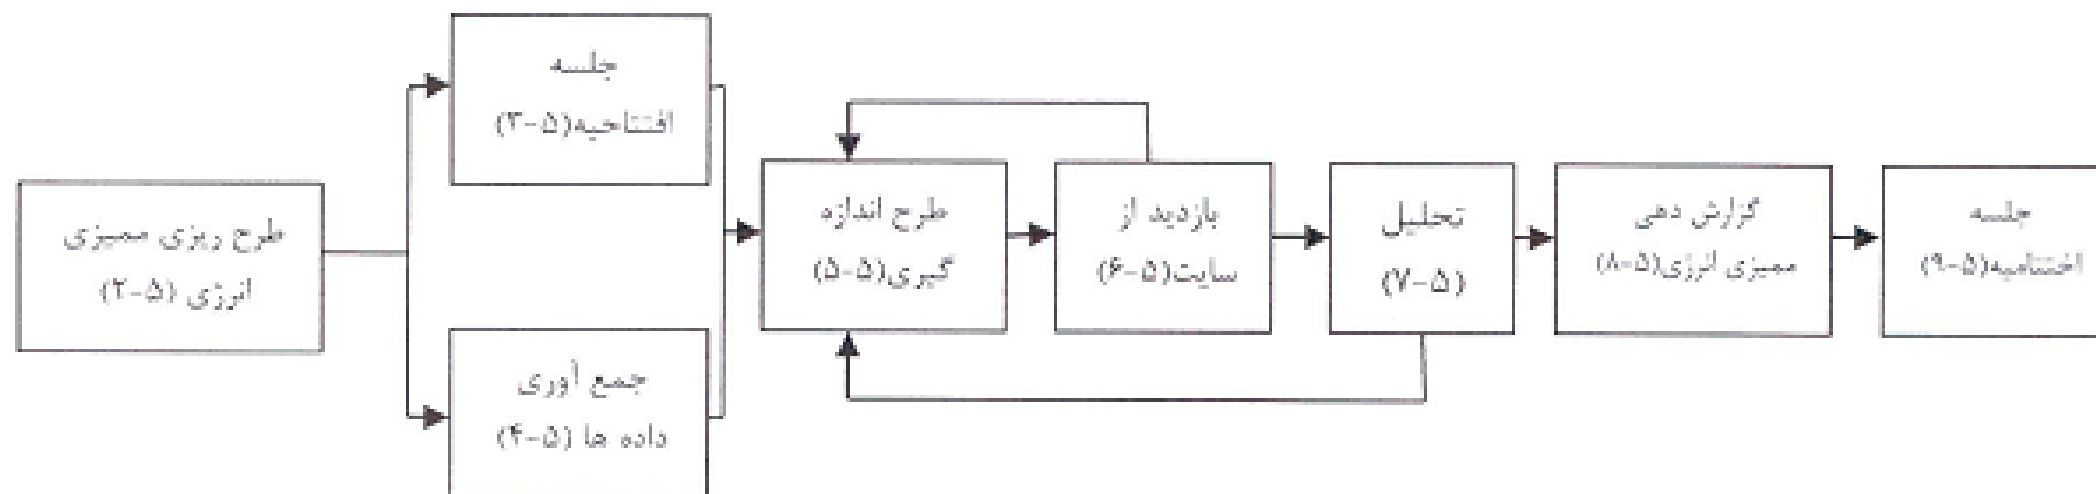 طرح ریزی ممیزی
انرژی (۵-۲)
جلسه
افتتاحیه(۵-۳)
جمع آوری
داده ها (۵-۴)
طرح اندازه
گیری(۵-۵)
بازدید از
سایت(۵-۶)
تحلیل
(۵-۷)
گزارش دهی
ممیزی انرژی(۵-۸)
جلسه
اختتامیه(۵-۹)